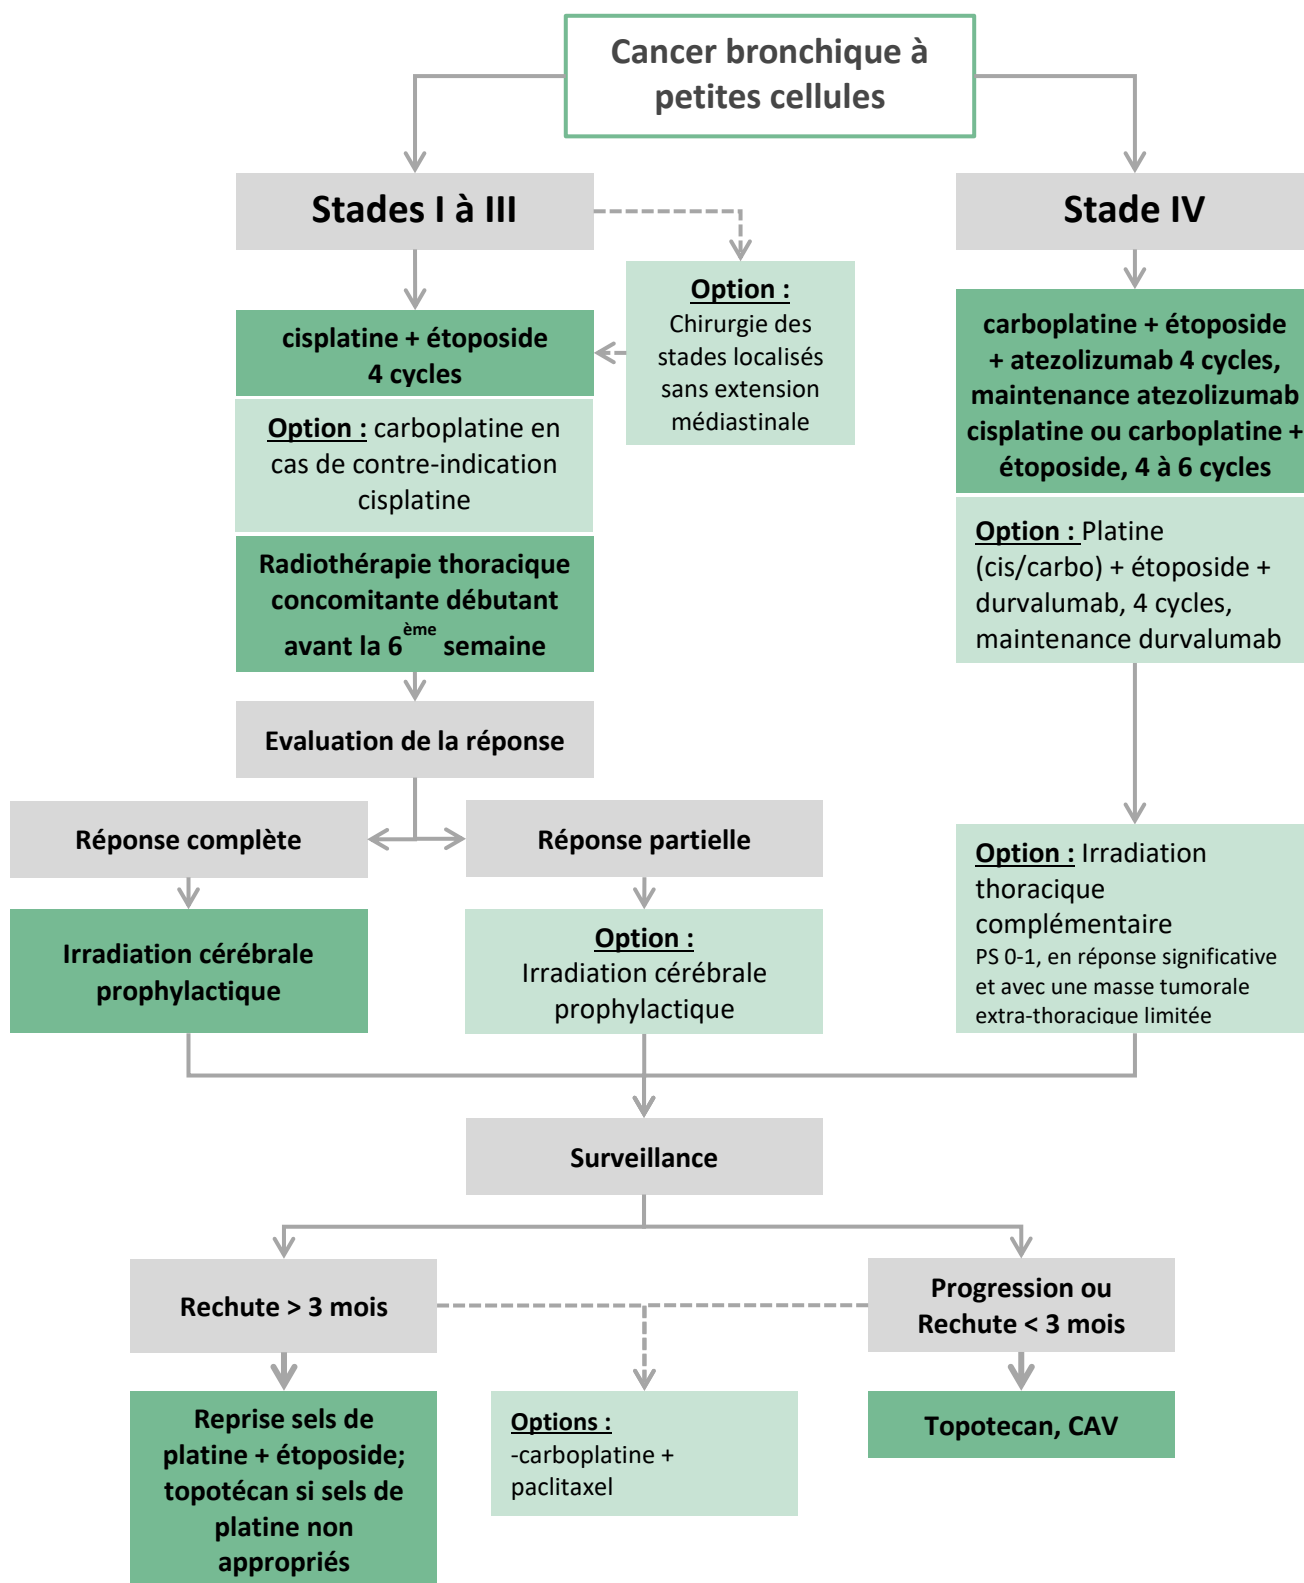 Cancer bronchique à
petites cellules
Stades I à III
Stade IV
Option :
Chirurgie des
stades localisés
sans extension
médiastinale
cisplatine + étoposide
4 cycles
Option : carboplatine en
cas de contre-indication
cisplatine
Radiothérapie thoracique
concomitante débutant
avant la 6ème semaine
carboplatine + étoposide
+ atezolizumab 4 cycles,
maintenance atezolizumab
cisplatine ou carboplatine +
étoposide, 4 à 6 cycles
Option : Platine
(cis/carbo) + étoposide +
durvalumab, 4 cycles,
maintenance durvalumab
Evaluation de la réponse
Réponse complète
Réponse partielle
Irradiation cérébrale
prophylactique
Option :
Irradiation cérébrale
prophylactique
Option : Irradiation
thoracique
complémentaire
PS 0-1, en réponse significative
et avec une masse tumorale
extra-thoracique limitée
Surveillance
Rechute > 3 mois
Progression ou
Rechute < 3 mois
Reprise sels de
platine + étoposide;
topotécan si sels de
platine non
appropriés
Options :
-carboplatine +
paclitaxel
Topotecan, CAV